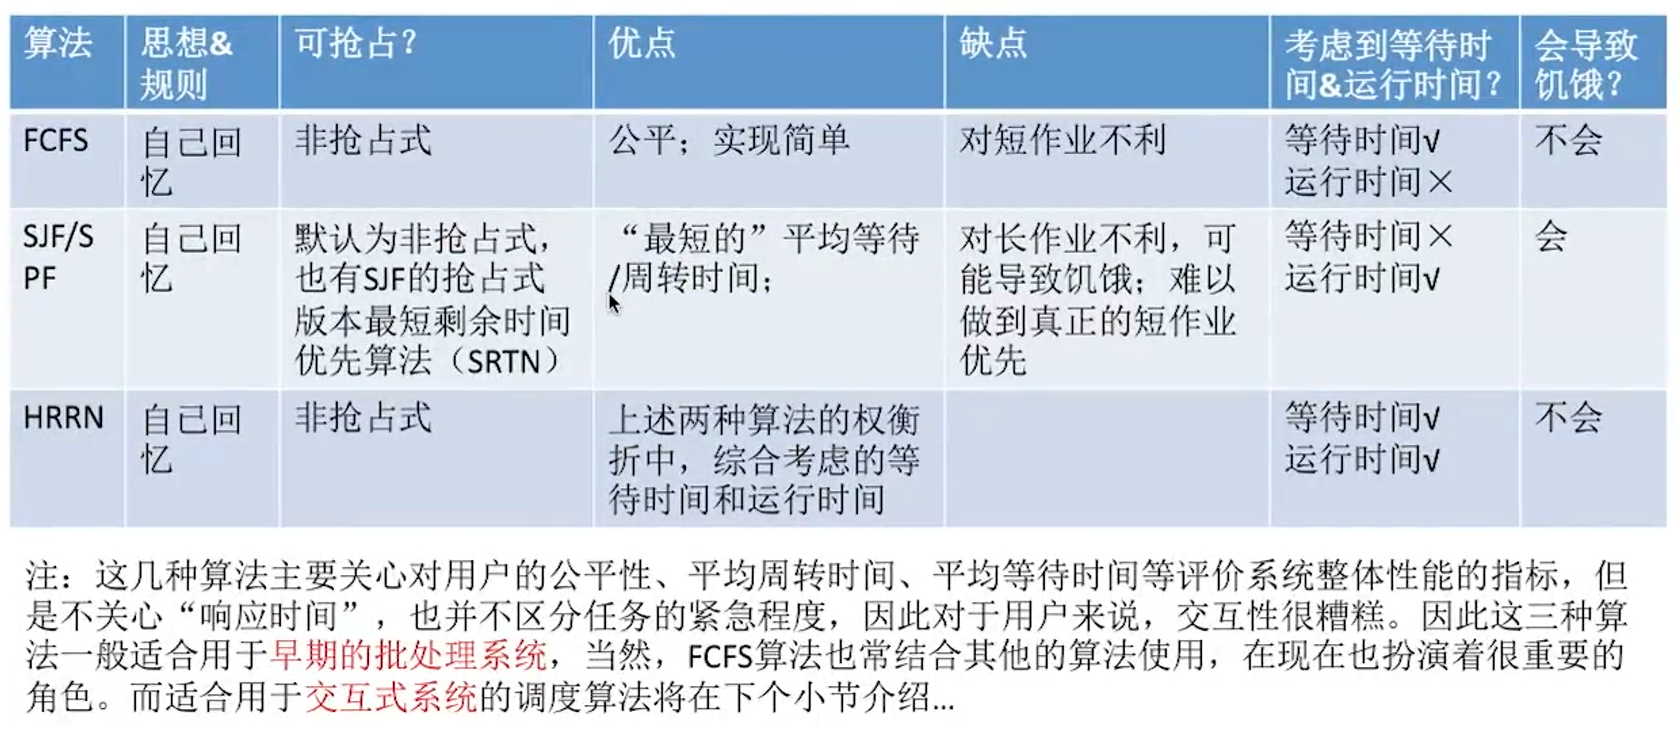 算法
思想&
规则
可抢占？
优点
缺点
考虑到等待时
间&运行时间？
会导致
饥饿？
FCFS
自己回
忆
非抢占式
公平；实现简单
对短作业不利
等待时间√
运行时间×
不会
SJF/S
PF
自己回
忆
默认为非抢占式，
也有SJF的抢占式
版本最短剩余时间
优先算法（SRTN）
“最短的”平均等待
/周转时间；
对长作业不利，可
能导致饥饿；难以
做到真正的短作业
优先
等待时间×
运行时间√
会
HRRN
自己回
忆
非抢占式
上述两种算法的权衡
折中，综合考虑的等
待时间和运行时间
等待时间√
运行时间√
不会
注：这几种算法主要关心对用户的公平性、平均周转时间、平均等待时间等评价系统整体性能的指标，但
是不关心“响应时间”，也并不区分任务的紧急程度，因此对于用户来说，交互性很糟糕。因此这三种算
法一般适合用于早期的批处理系统，当然，FCFS算法也常结合其他的算法使用，在现在也扮演着很重要的
角色。而适合用于交互式系统的调度算法将在下个小节介绍...